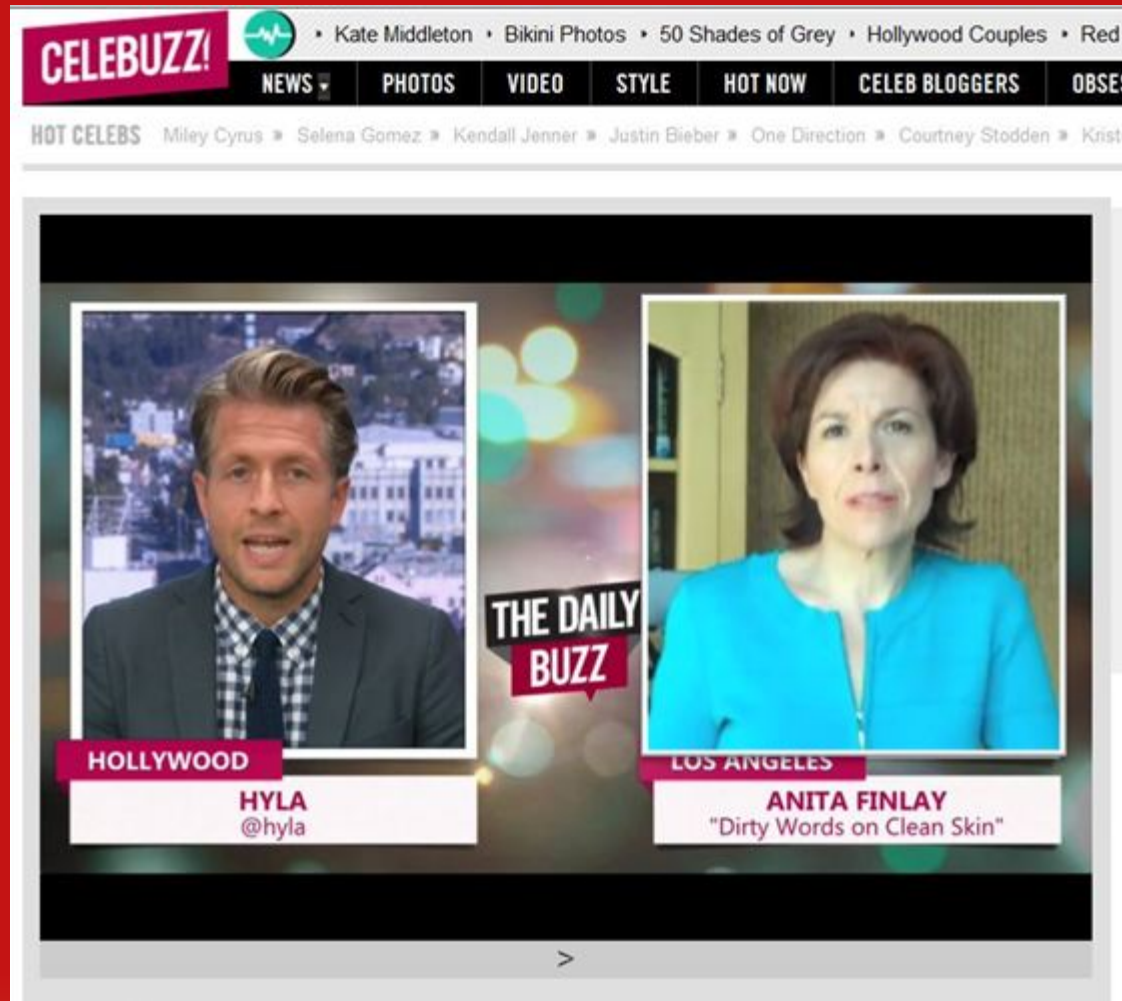 CELEBUZZ!
• Kate Middleton • Bikini Photos • 50 Shades of Grey • Hollywood Couples • Red
NEWS PHOTOS VIDEO STYLE HOT NOW CELEB BLOGGERS OBSES
HOT CELEBS Miley Cyrus » Selena Gomez » Kendall Jenner » Justin Bieber » One Direction » Courtney Stodden » Krist
THE DAILY
BUZZ
HOLLYWOOD
HYLA
@hyla
LOS ANGELES
ANITA FINLAY
"Dirty Words on Clean Skin"
>